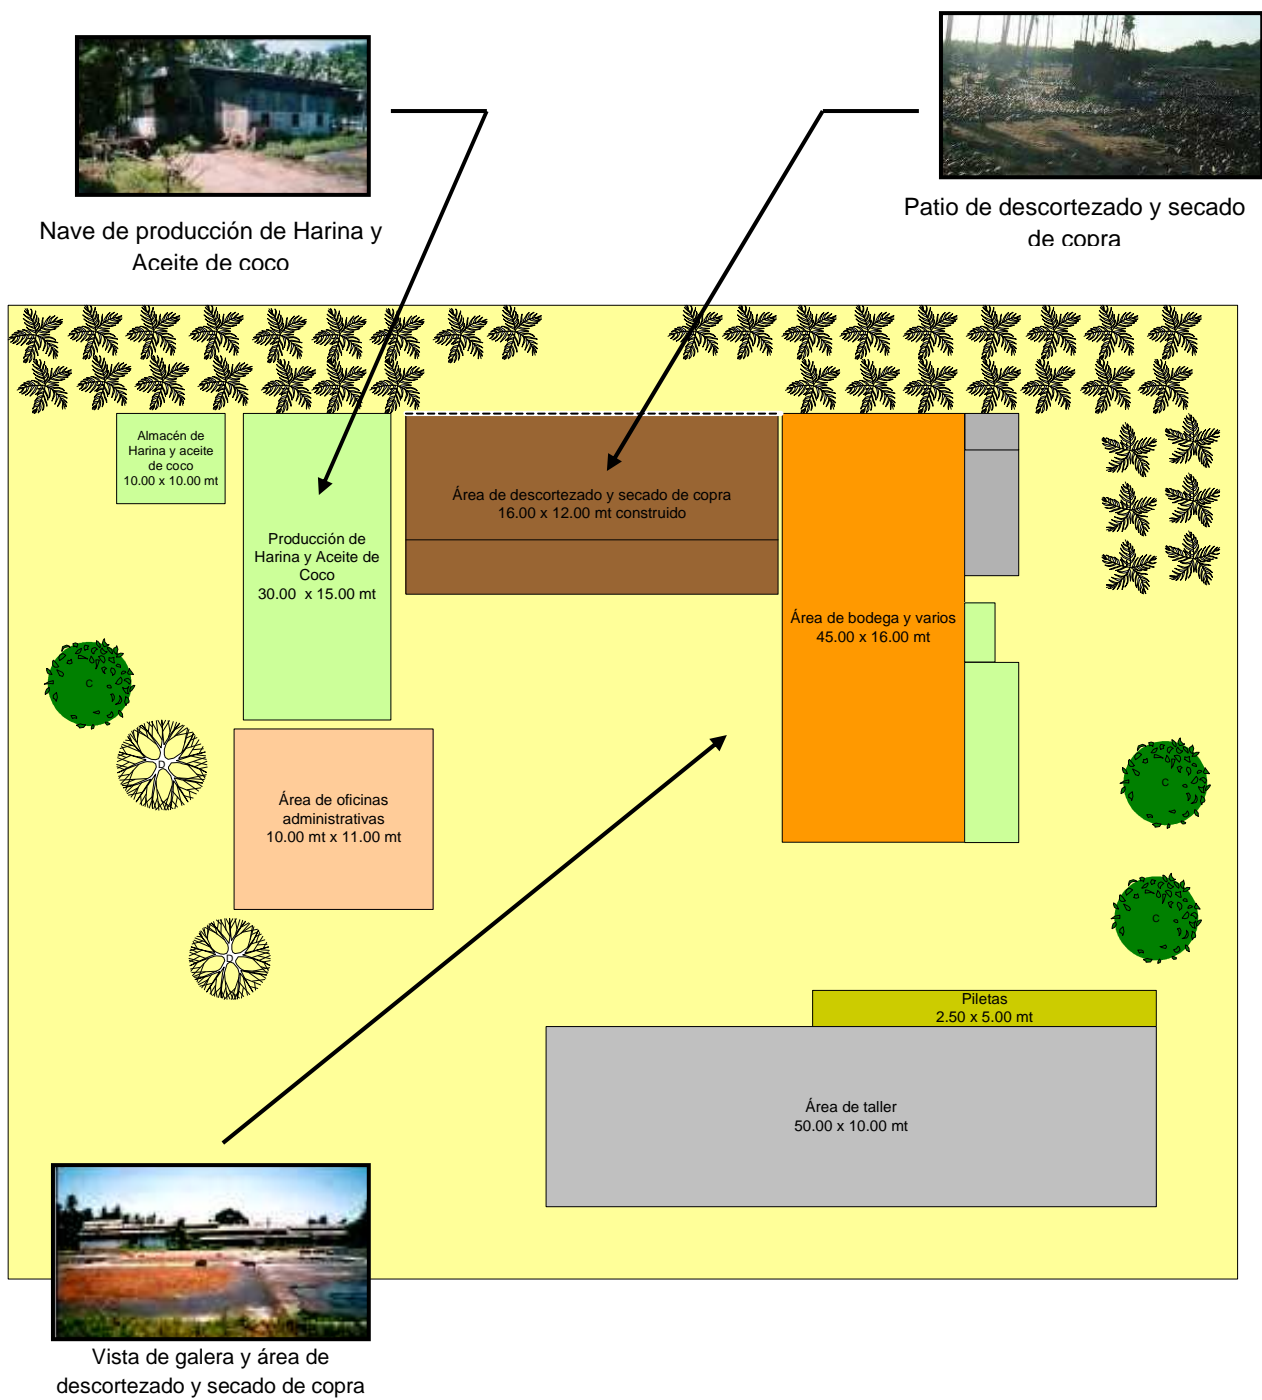 Nave de producción de Harina y
Aceite de coco
Patio de descortezado y secado
de copra
Almacén de
Harina y aceite
de coco
10.00 x 10.00 mt
Producción de
Harina y Aceite de
Coco
30.00 x 15.00 mt
Área de descortezado y secado de copra
16.00 x 12.00 mt construido
Área de bodega y varios
45.00 x 16.00 mt
C
D
Área de oficinas
administrativas
10.00 mt x 11.00 mt
C
C
D
Piletas
2.50 x 5.00 mt
Área de taller
50.00 x 10.00 mt
Vista de galera y área de
descortezado y secado de copra